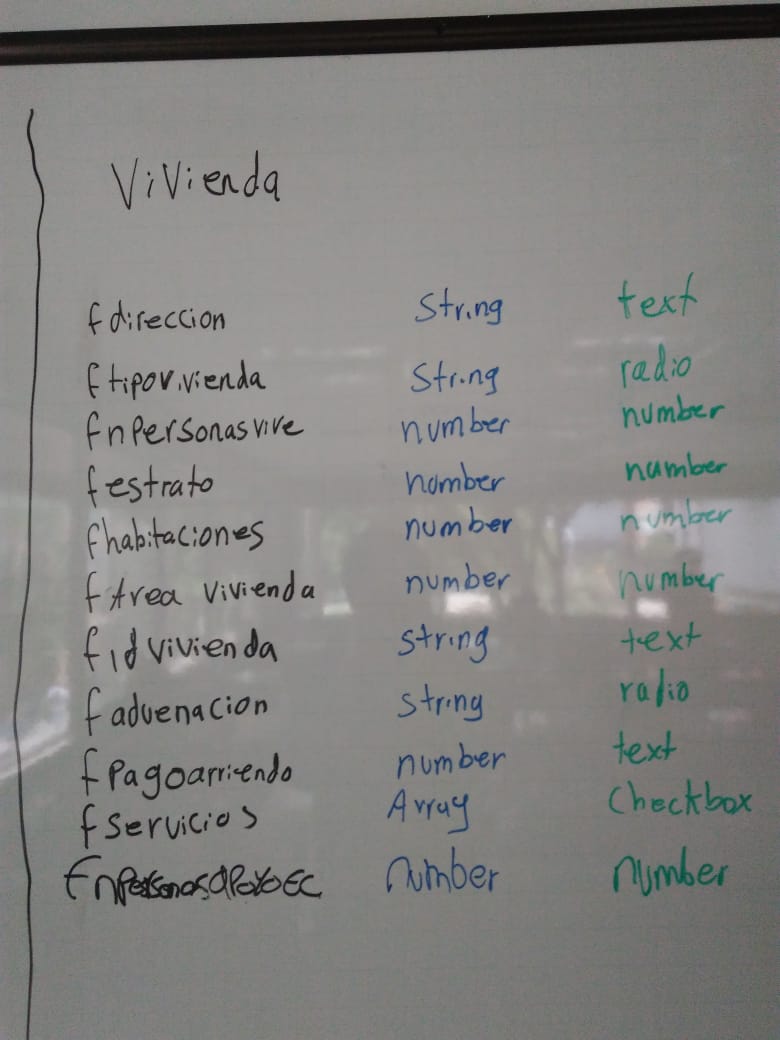 Vivienda
fdireccion String text
ftipovivienda String radio
fnPersonasvive number number
festrato number number
fhabitaciones number number
fArea vivienda number number
fid vivienda string text
fadvenacion string radio
fPagoarriendo number text
fservicios Array Checkbox
fnPersonasaPoyoEC number number